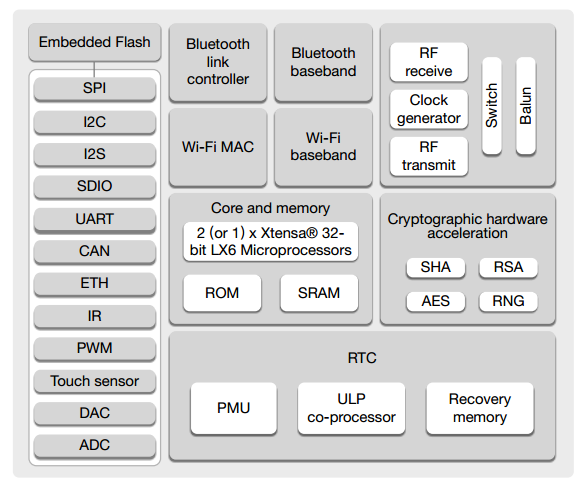 Embedded Flash
SPI
I2C
I2S
SDIO
UART
CAN
ETH
IR
PWM
Touch sensor
DAC
ADC
Bluetooth
link
controller
Bluetooth
baseband
Wi-Fi MAC
Wi-Fi
baseband
RF
receive
Clock
generator
RF
transmit
Switch
Balun
Core and memory
2 (or 1) x Xtensa® 32-
bit LX6 Microprocessors
ROM
SRAM
Cryptographic hardware
acceleration
SHA
RSA
AES
RNG
RTC
PMU
ULP
co-processor
Recovery
memory